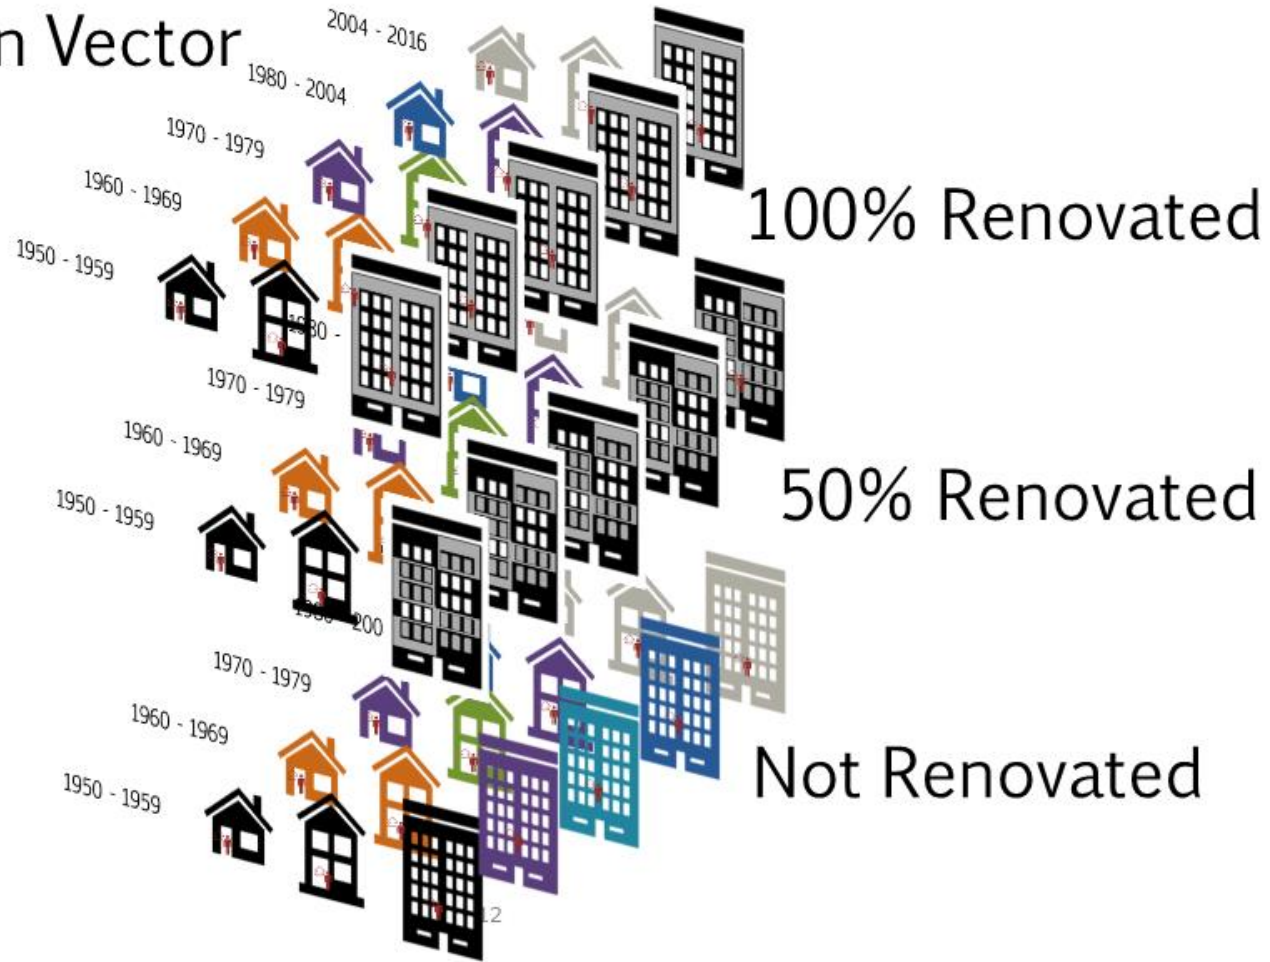 n Vector
2004 - 2016
1980 - 2004
1970 - 1979
1960 - 1969
1950 - 1959
100% Renovated
1970 - 1979
1960 - 1969
1950 - 1959
50% Renovated
1970 - 1979
1960 - 1969
1950 - 1959
Not Renovated
12